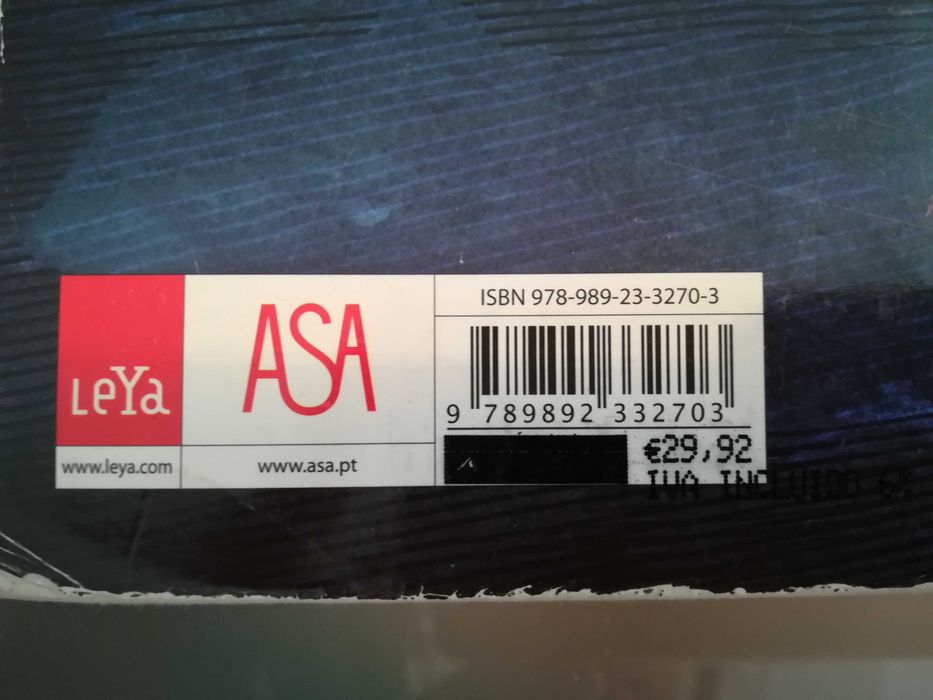 LeYa
www.leya.com
ASA
www.asa.pt
ISBN 978-989-23-3270-3
9 789892 332703
€29,92
IVA INCLUIDO 6%